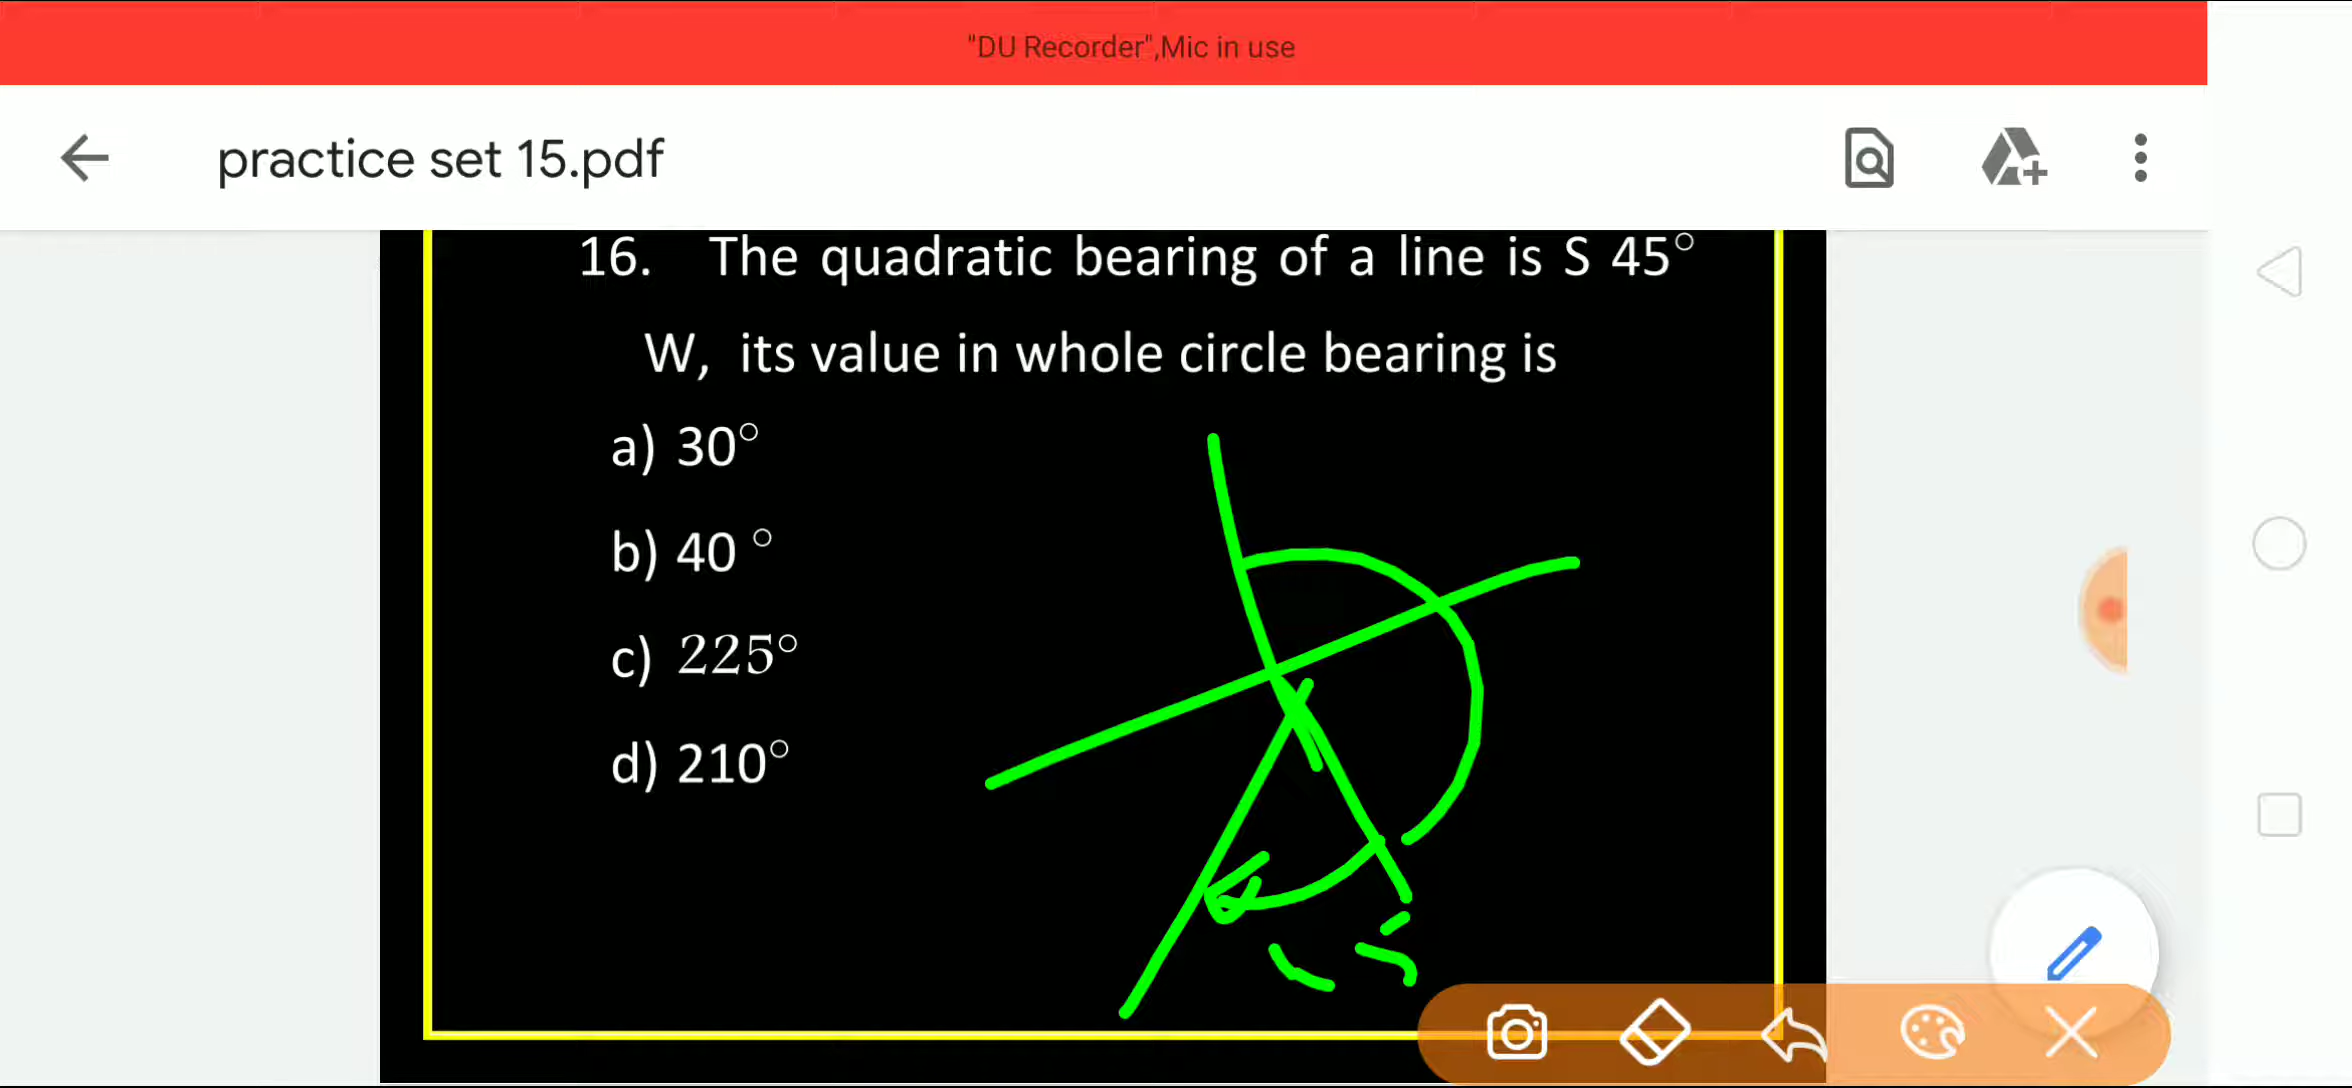 "DU Recorder",Mic in use
practice set 15.pdf
16. The quadratic bearing of a line is S 45°
W, its value in whole circle bearing is
a) 30°
b) 40 °
c) 225°
d) 210°